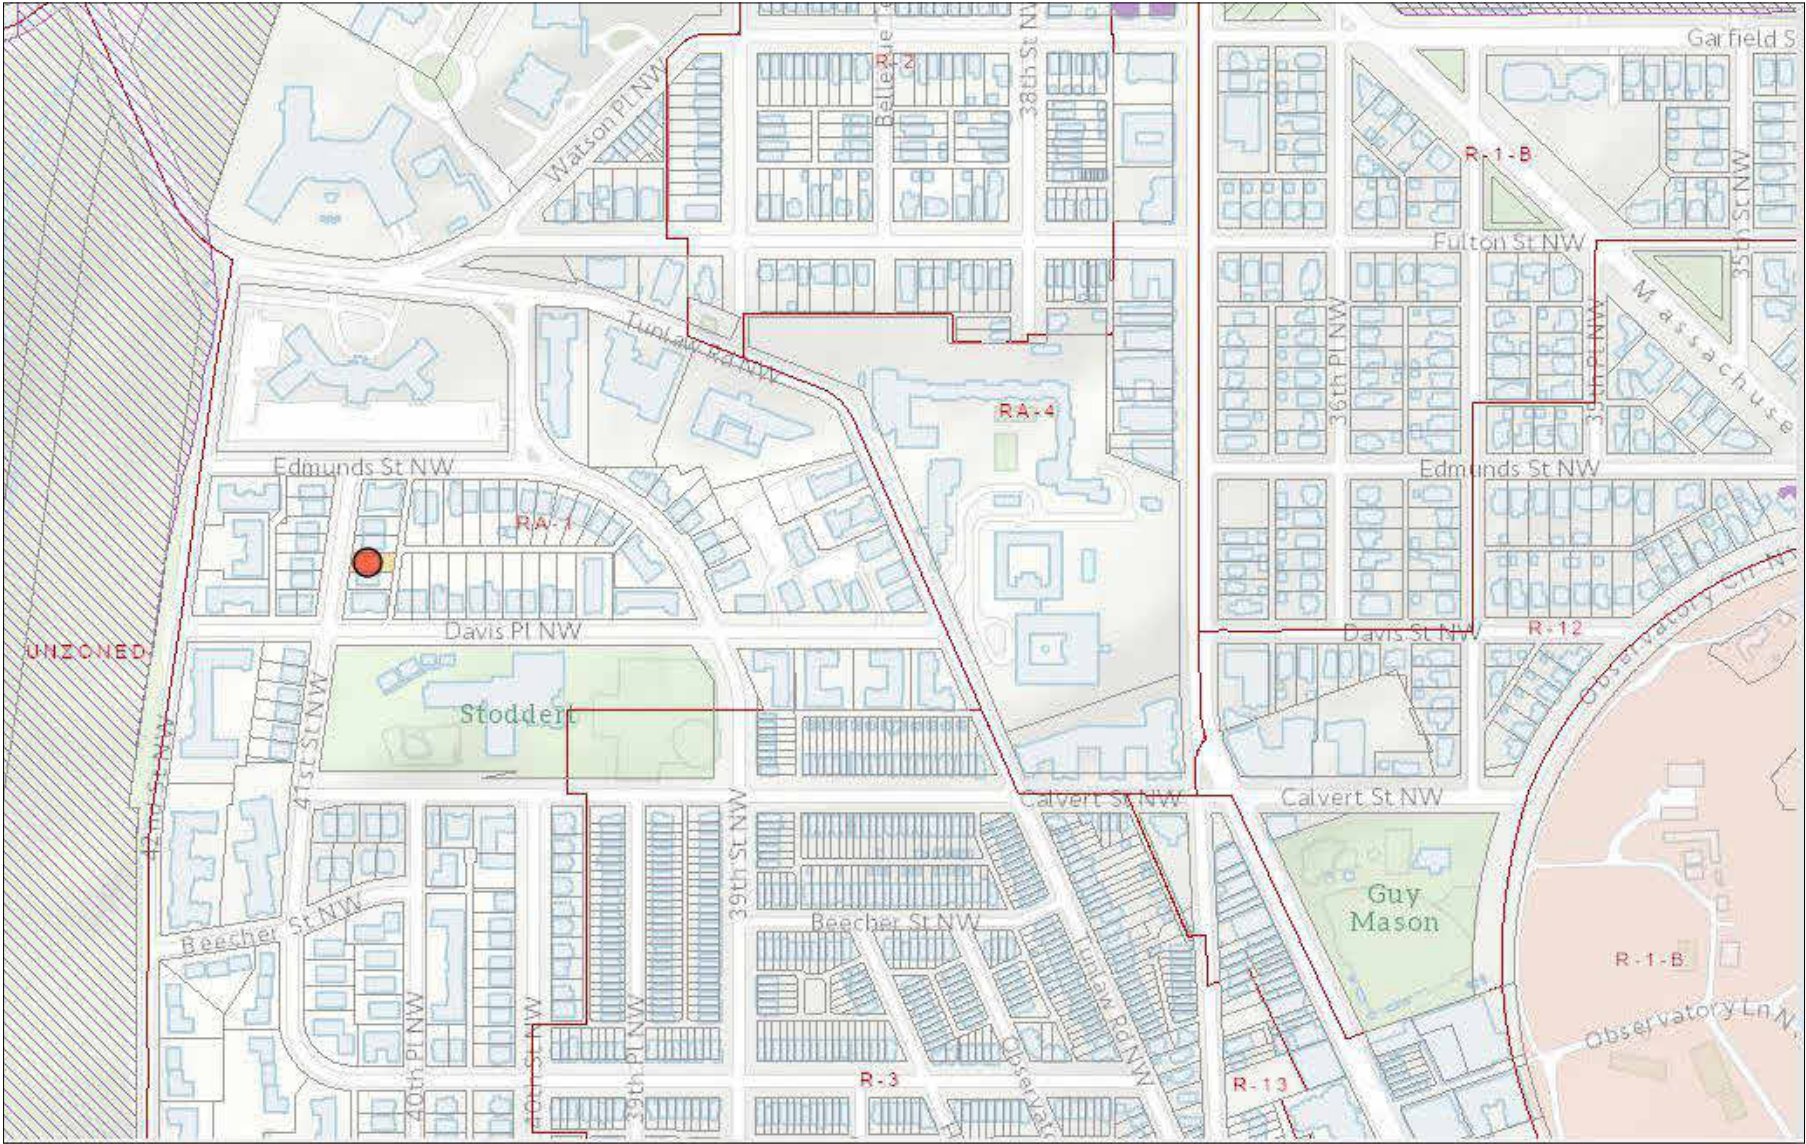 Garfield S
R-2
38th St NW
Watson Pl NW
R-1-B
35th St NW
Fulton St NW
Massachuse
Tunlaw Rd NW
36th Pl NW
RA-4
Edmunds St NW
Edmunds St NW
RA-1
Davis Pl NW
Davis St NW
R-12
UNZONED
Stoddert
41st St NW
42nd St NW
Calvert St NW
Calvert St NW
39th St NW
Guy
Mason
Beecher St NW
Beecher St NW
R-1-B
Tunlaw Rd NW
Observatory Ln N
40th Pl NW
39th Pl NW
R-3
R-13